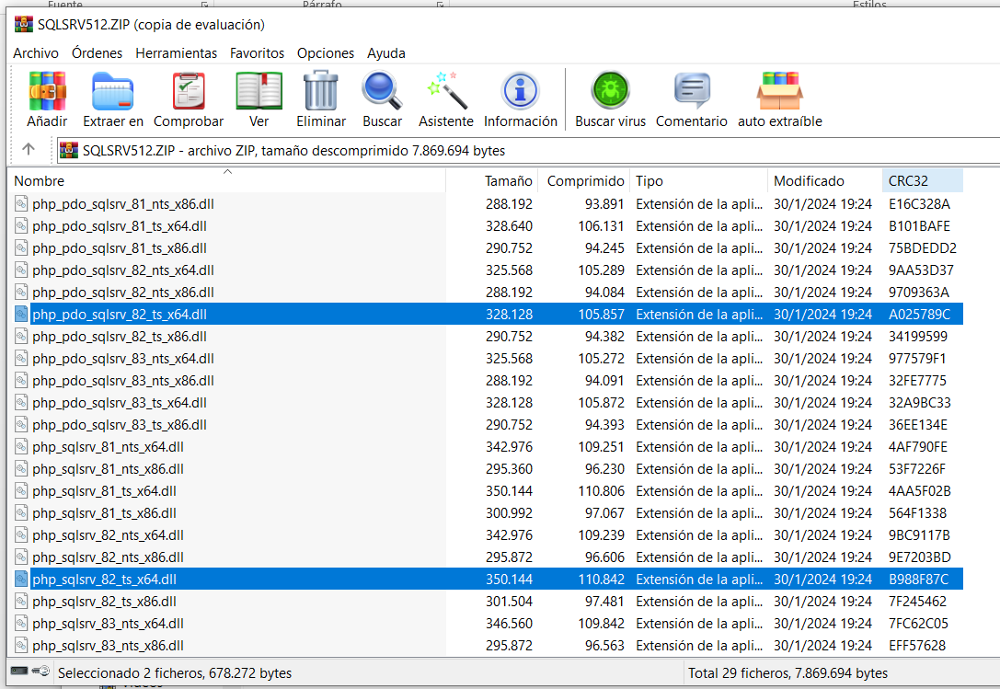 Fuente Párrafo Estilos
SQLSRV512.ZIP (copia de evaluación)
Archivo Órdenes Herramientas Favoritos Opciones Ayuda
Añadir Extraer en Comprobar Ver Eliminar Buscar Asistente Información Buscar virus Comentario auto extraíble
SQLSRV512.ZIP - archivo ZIP, tamaño descomprimido 7.869.694 bytes
Nombre Tamaño Comprimido Tipo Modificado CRC32
php_pdo_sqlsrv_81_nts_x86.dll 288.192 93.891 Extensión de la apli... 30/1/2024 19:24 E16C328A
php_pdo_sqlsrv_81_ts_x64.dll 328.640 106.131 Extensión de la apli... 30/1/2024 19:24 B101BAFE
php_pdo_sqlsrv_81_ts_x86.dll 290.752 94.245 Extensión de la apli... 30/1/2024 19:24 75BDEDD2
php_pdo_sqlsrv_82_nts_x64.dll 325.568 105.289 Extensión de la apli... 30/1/2024 19:24 9AA53D37
php_pdo_sqlsrv_82_nts_x86.dll 288.192 94.084 Extensión de la apli... 30/1/2024 19:24 9709363A
php_pdo_sqlsrv_82_ts_x64.dll 328.128 105.857 Extensión de la apli... 30/1/2024 19:24 A025789C
php_pdo_sqlsrv_82_ts_x86.dll 290.752 94.382 Extensión de la apli... 30/1/2024 19:24 34199599
php_pdo_sqlsrv_83_nts_x64.dll 325.568 105.272 Extensión de la apli... 30/1/2024 19:24 977579F1
php_pdo_sqlsrv_83_nts_x86.dll 288.192 94.091 Extensión de la apli... 30/1/2024 19:24 32FE7775
php_pdo_sqlsrv_83_ts_x64.dll 328.128 105.872 Extensión de la apli... 30/1/2024 19:24 32A9BC33
php_pdo_sqlsrv_83_ts_x86.dll 290.752 94.393 Extensión de la apli... 30/1/2024 19:24 36EE134E
php_sqlsrv_81_nts_x64.dll 342.976 109.251 Extensión de la apli... 30/1/2024 19:24 4AF790FE
php_sqlsrv_81_nts_x86.dll 295.360 96.230 Extensión de la apli... 30/1/2024 19:24 53F7226F
php_sqlsrv_81_ts_x64.dll 350.144 110.806 Extensión de la apli... 30/1/2024 19:24 4AA5F02B
php_sqlsrv_81_ts_x86.dll 300.992 97.067 Extensión de la apli... 30/1/2024 19:24 564F1338
php_sqlsrv_82_nts_x64.dll 342.976 109.239 Extensión de la apli... 30/1/2024 19:24 9BC9117B
php_sqlsrv_82_nts_x86.dll 295.872 96.606 Extensión de la apli... 30/1/2024 19:24 9E7203BD
php_sqlsrv_82_ts_x64.dll 350.144 110.842 Extensión de la apli... 30/1/2024 19:24 B988F87C
php_sqlsrv_82_ts_x86.dll 301.504 97.481 Extensión de la apli... 30/1/2024 19:24 7F245462
php_sqlsrv_83_nts_x64.dll 346.560 109.842 Extensión de la apli... 30/1/2024 19:24 7FC62C05
php_sqlsrv_83_nts_x86.dll 295.872 96.563 Extensión de la apli... 30/1/2024 19:24 EFF57628
Seleccionado 2 ficheros, 678.272 bytes Total 29 ficheros, 7.869.694 bytes